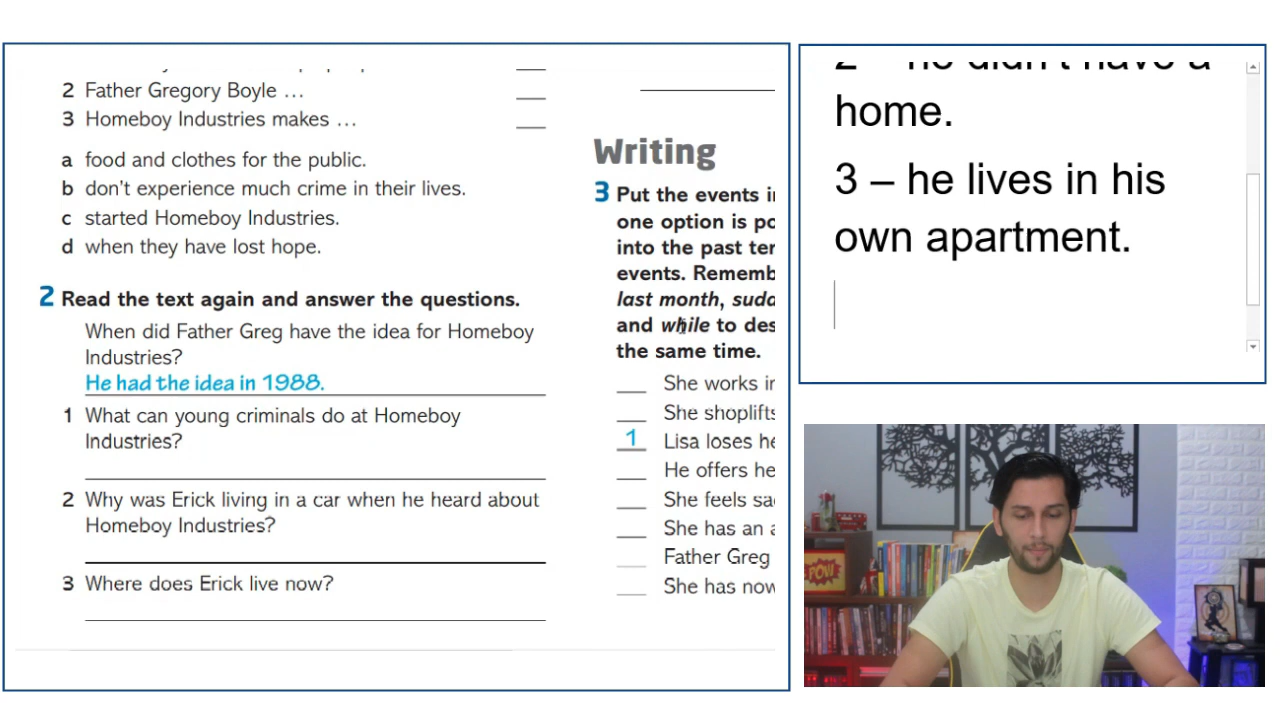 2 Father Gregory Boyle ...
3 Homeboy Industries makes ...
a food and clothes for the public.
b don't experience much crime in their lives.
c started Homeboy Industries.
d when they have lost hope.
2 Read the text again and answer the questions.
When did Father Greg have the idea for Homeboy
Industries?
He had the idea in 1988.
1 What can young criminals do at Homeboy
Industries?
2 Why was Erick living in a car when he heard about
Homeboy Industries?
3 Where does Erick live now?
Writing
3 Put the events i
one option is po
into the past ter
events. Rememb
last month, sudd
and while to des
the same time.
She works in
She shoplifts
1 Lisa loses he
He offers he
She feels sa
She has an a
Father Greg
She has now
2 – he didn't have a
home.
3 – he lives in his
own apartment.
POW